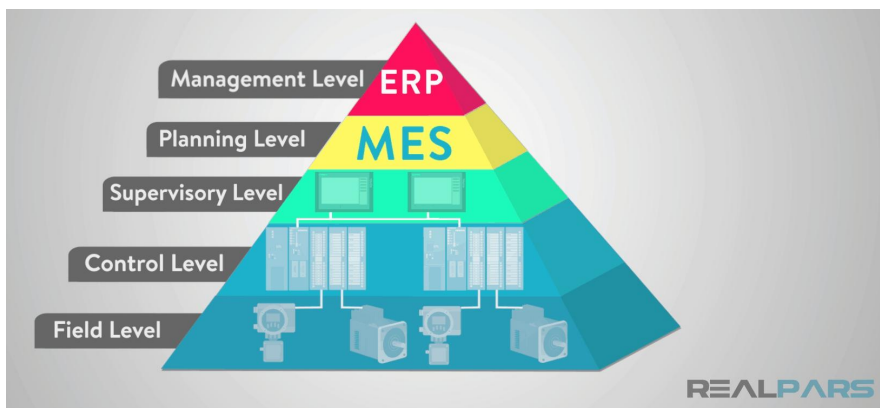 Management Level ERP
Planning Level MES
Supervisory Level
Control Level
Field Level
REALPARS